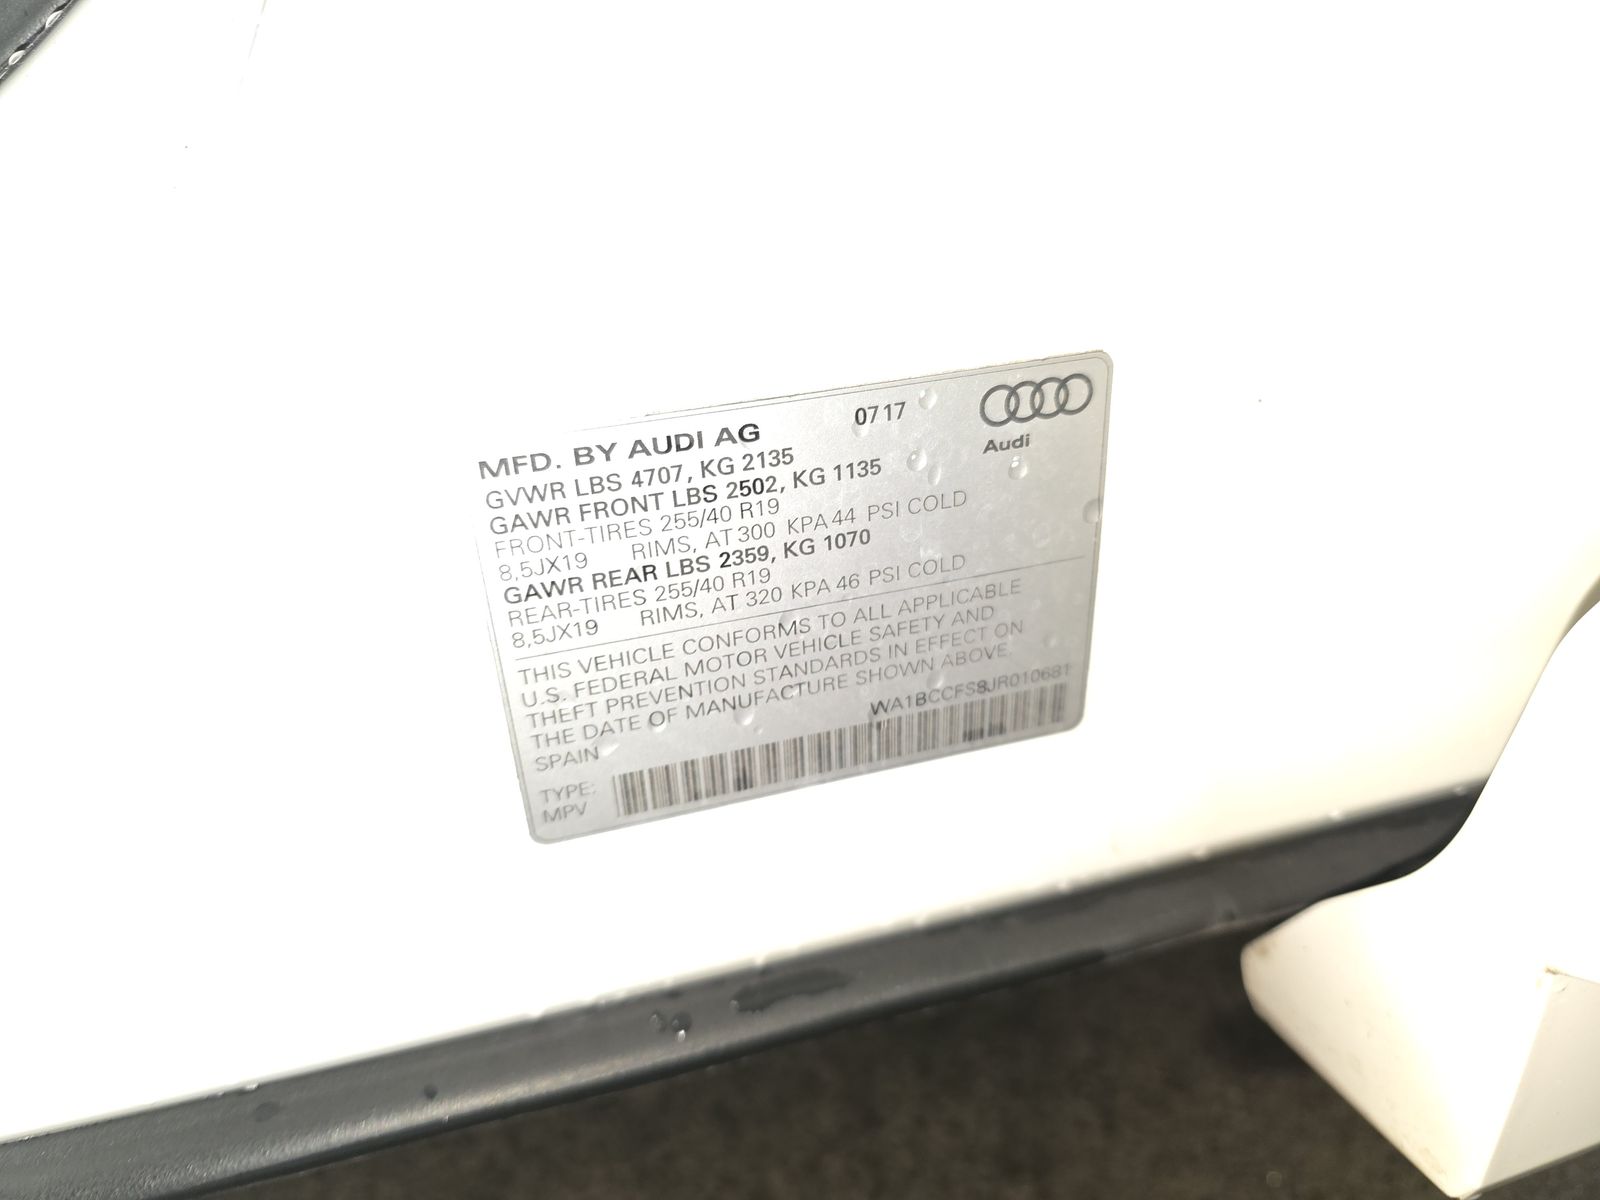 MFD. BY AUDI AG 0717
Audi
GVWR LBS 4707, KG 2135
GAWR FRONT LBS 2502, KG 1135
FRONT-TIRES 255/40 R19
8,5JX19 RIMS, AT 300 KPA 44 PSI COLD
GAWR REAR LBS 2359, KG 1070
REAR-TIRES 255/40 R19
8,5JX19 RIMS, AT 320 KPA 46 PSI COLD
THIS VEHICLE CONFORMS TO ALL APPLICABLE
U.S. FEDERAL MOTOR VEHICLE SAFETY AND
THEFT PREVENTION STANDARDS IN EFFECT ON
THE DATE OF MANUFACTURE SHOWN ABOVE.
SPAIN WA1BCCFS8JR010681
TYPE:
MPV